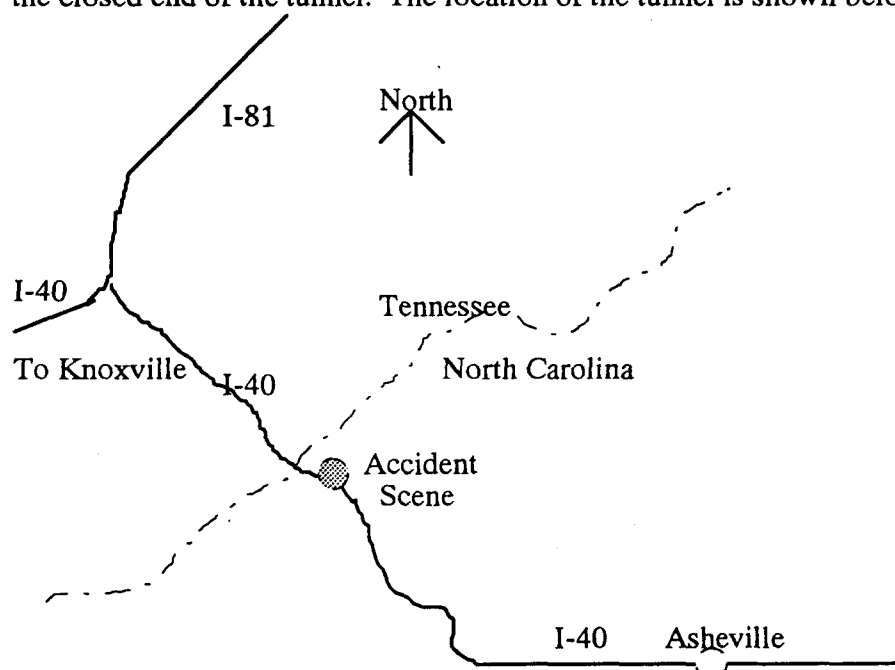 the closed end of the tunnel. The location of the tunnel is shown
I-81
North
I-40
Tennessee
To Knoxville
I-40
North Carolina
Accident
Scene
I-40
Asheville